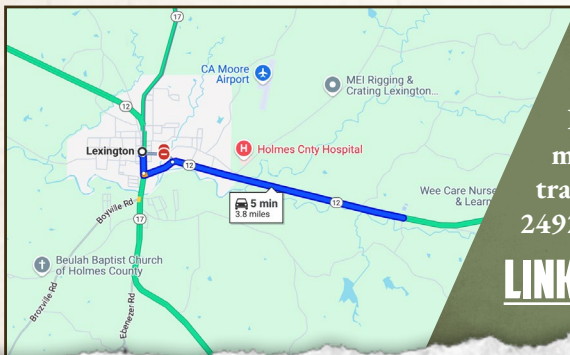 17
CA Moore
Airport
MEI Rigging &
Crating Lexington...
12
Lexington
12
Holmes Cnty Hospital
5 min
3.8 miles
12
Wee Care Nurse
& Learn
Boyville Rd
17
Beulah Baptist Church
of Holmes County
Brozville Rd
Ebenezer Rd
m
tra
249
LINK